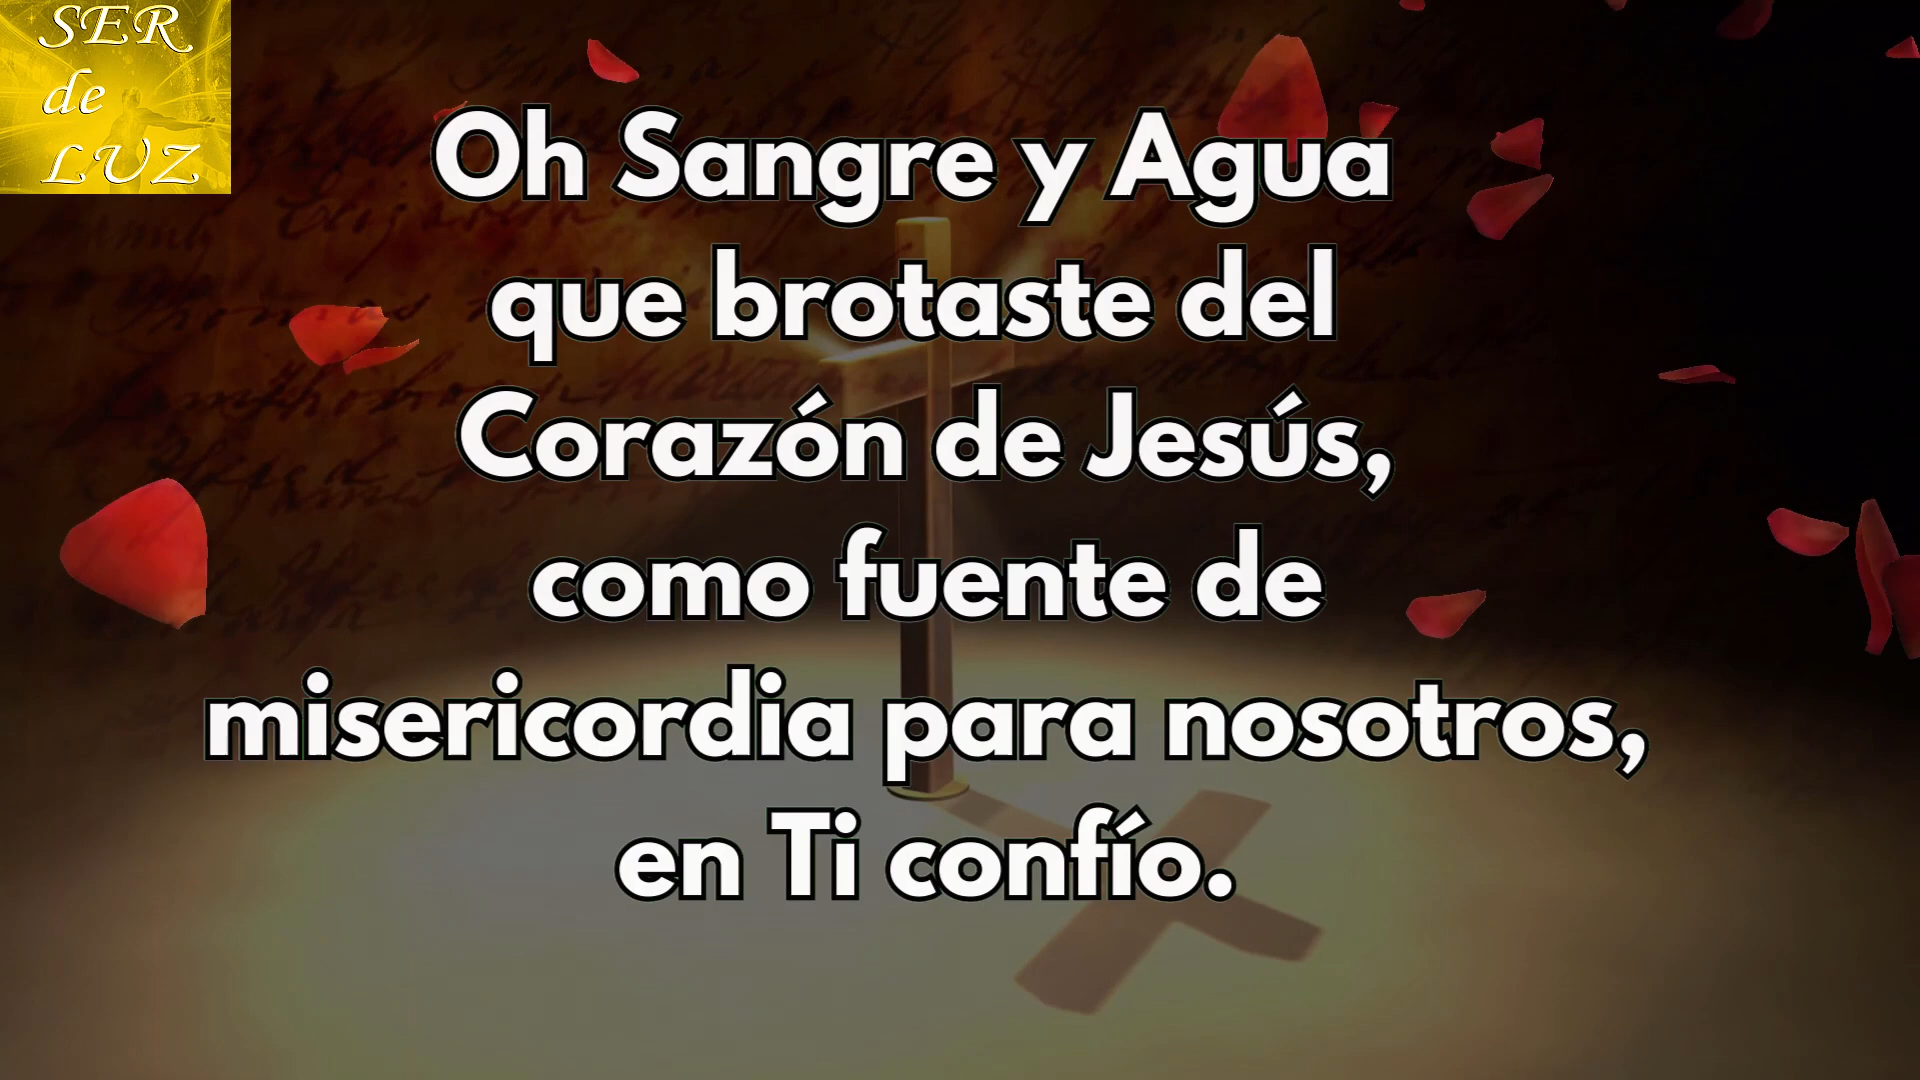 SER
de
LUZ
Oh Sangre y Agua
que brotaste del
Corazón de Jesús,
como fuente de
misericordia para nosotros,
en Ti confío.